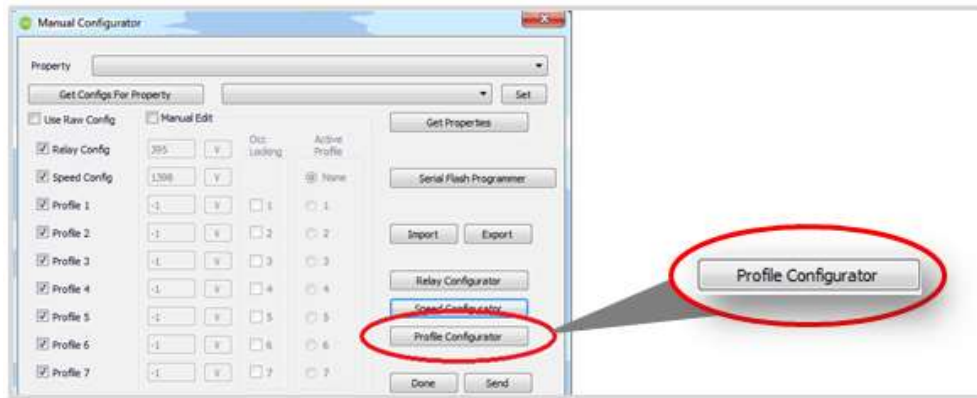 Manual Configurator
Property
Get Configs For Property Set
Use Raw Config Manual Edit Get Properties
Occ. Locking Active Profile
Relay Config 395 V
Speed Config 1398 V None Serial Flash Programmer
Profile 1 -1 V 1 1
Profile 2 -1 V 2 2 Import Export
Profile 3 -1 V 3 3
Profile 4 -1 V 4 4 Relay Configurator
Profile 5 -1 V 5 5 Speed Configurator
Profile 6 -1 V 6 6 Profile Configurator
Profile 7 -1 V 7 7 Done Send
Profile Configurator